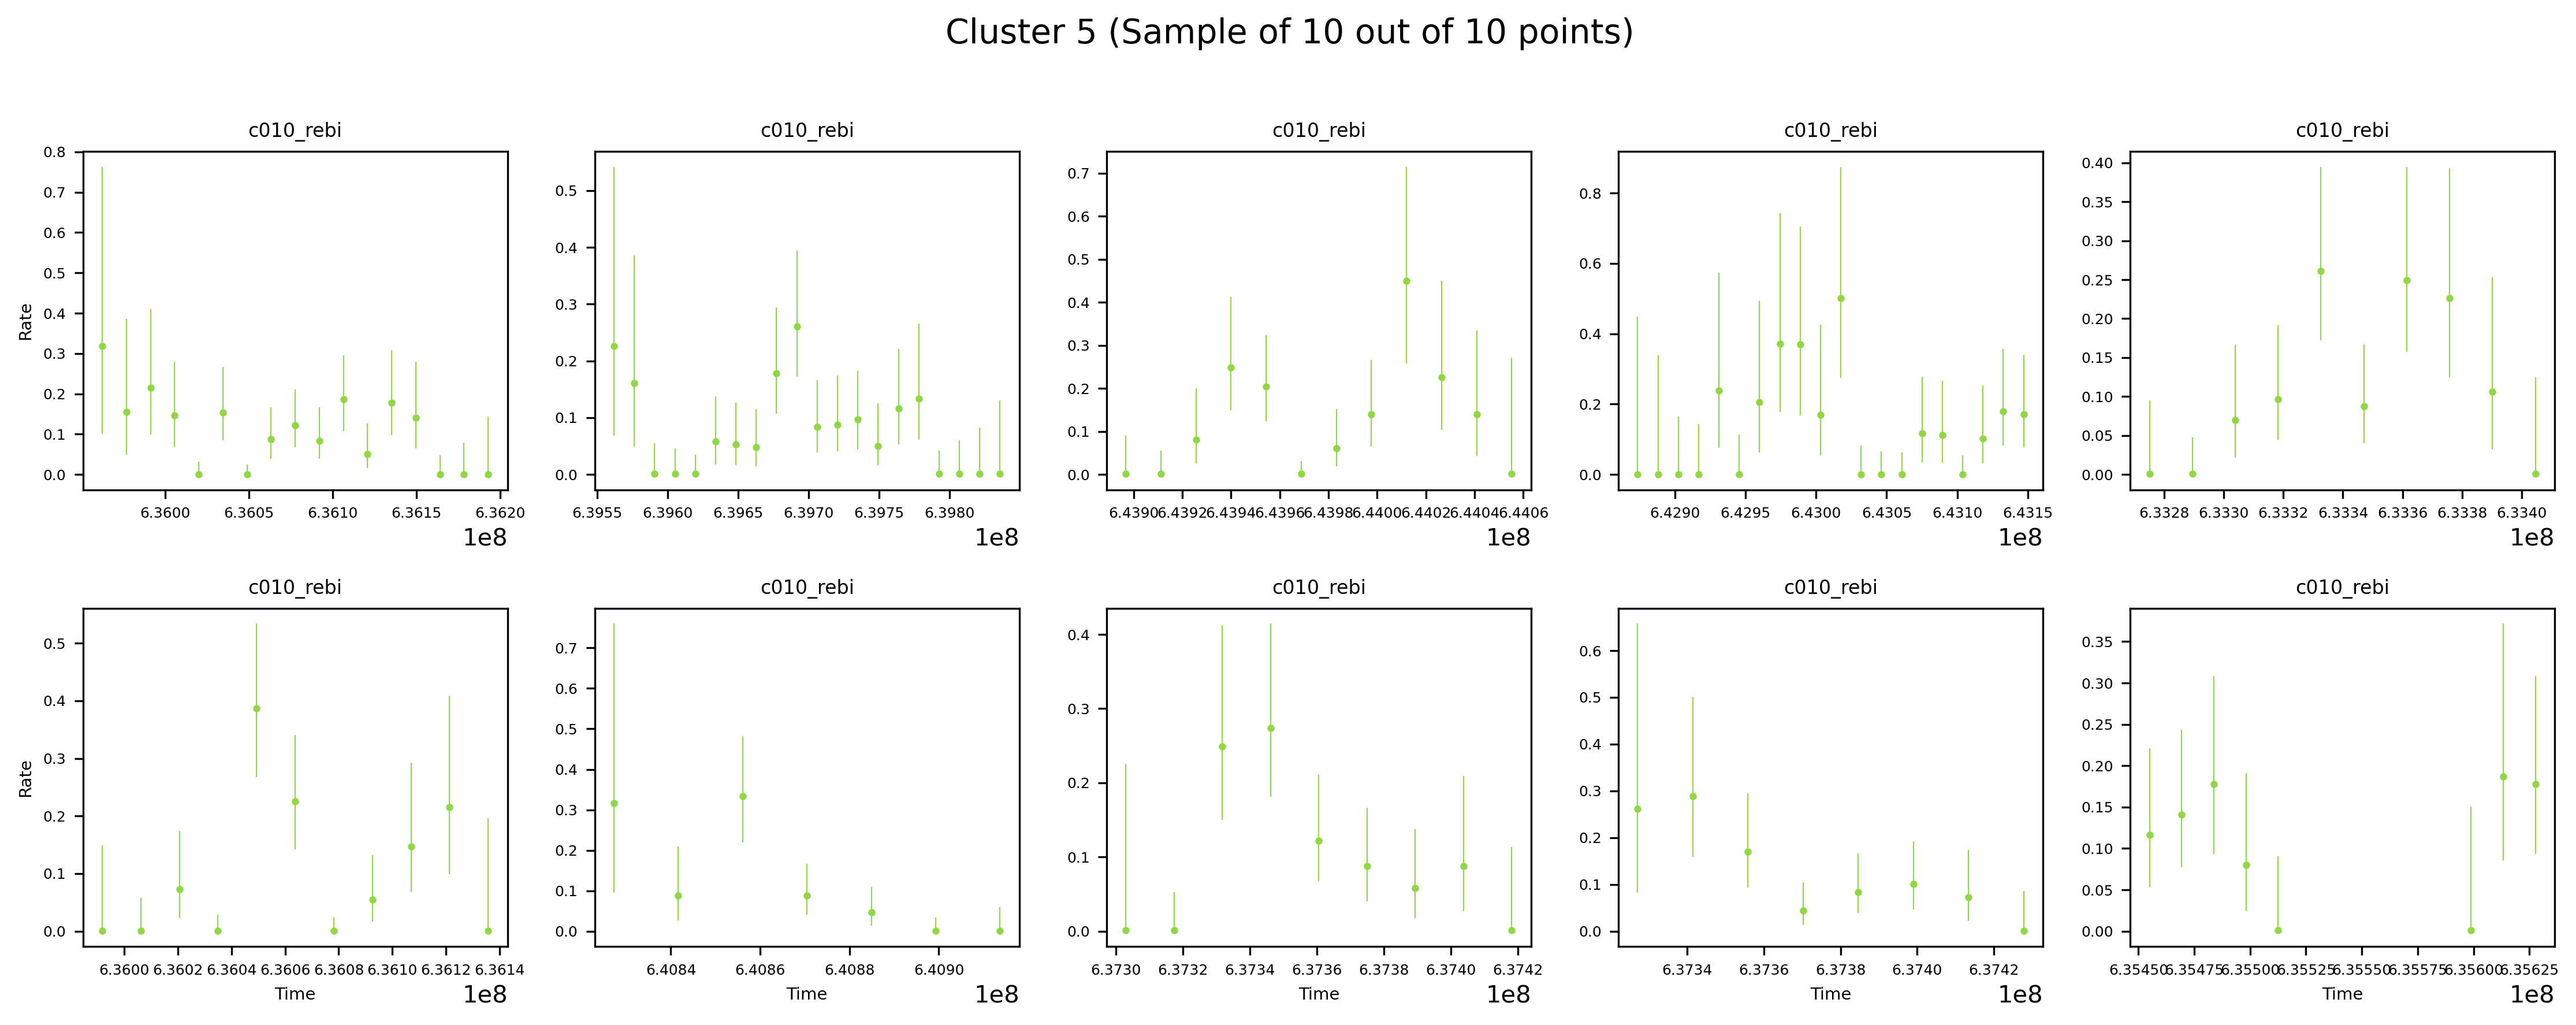 Cluster 5 (Sample of 10 out of 10 points)
c010_rebi c010_rebi c010_rebi c010_rebi c010_rebi
Rate
0.8
0.7
0.6
0.5
0.4
0.3
0.2
0.1
0.0
6.3600 6.3605 6.3610 6.3615 6.3620
1e8
0.5
0.4
0.3
0.2
0.1
0.0
6.3955 6.3960 6.3965 6.3970 6.3975 6.3980
1e8
0.7
0.6
0.5
0.4
0.3
0.2
0.1
0.0
6.4390 6.4392 6.4394 6.4396 6.4398 6.4400 6.4402 6.4404 6.4406
1e8
0.8
0.6
0.4
0.2
0.0
6.4290 6.4295 6.4300 6.4305 6.4310 6.4315
1e8
0.40
0.35
0.30
0.25
0.20
0.15
0.10
0.05
0.00
6.3328 6.3330 6.3332 6.3334 6.3336 6.3338 6.3340
1e8
c010_rebi c010_rebi c010_rebi c010_rebi c010_rebi
Rate
0.5
0.4
0.3
0.2
0.1
0.0
6.3600 6.3602 6.3604 6.3606 6.3608 6.3610 6.3612 6.3614
Time 1e8
0.7
0.6
0.5
0.4
0.3
0.2
0.1
0.0
6.4084 6.4086 6.4088 6.4090
Time 1e8
0.4
0.3
0.2
0.1
0.0
6.3730 6.3732 6.3734 6.3736 6.3738 6.3740 6.3742
Time 1e8
0.6
0.5
0.4
0.3
0.2
0.1
0.0
6.3734 6.3736 6.3738 6.3740 6.3742
Time 1e8
0.35
0.30
0.25
0.20
0.15
0.10
0.05
0.00
6.35450 6.35475 6.35500 6.35525 6.35550 6.35575 6.35600 6.35625
Time 1e8